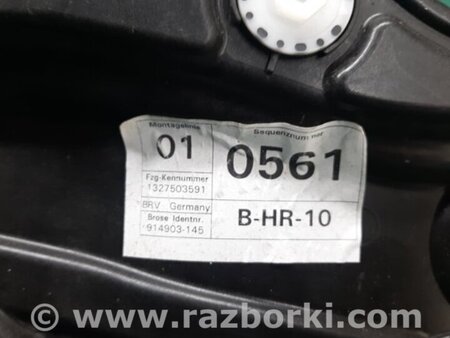 Montagelinie
Sequenznummer
01
0561
Fzg-Kennummer
1327503591
BRV Germany
B-HR-10
Brose Identnr.
914903-145
www.razborki.com